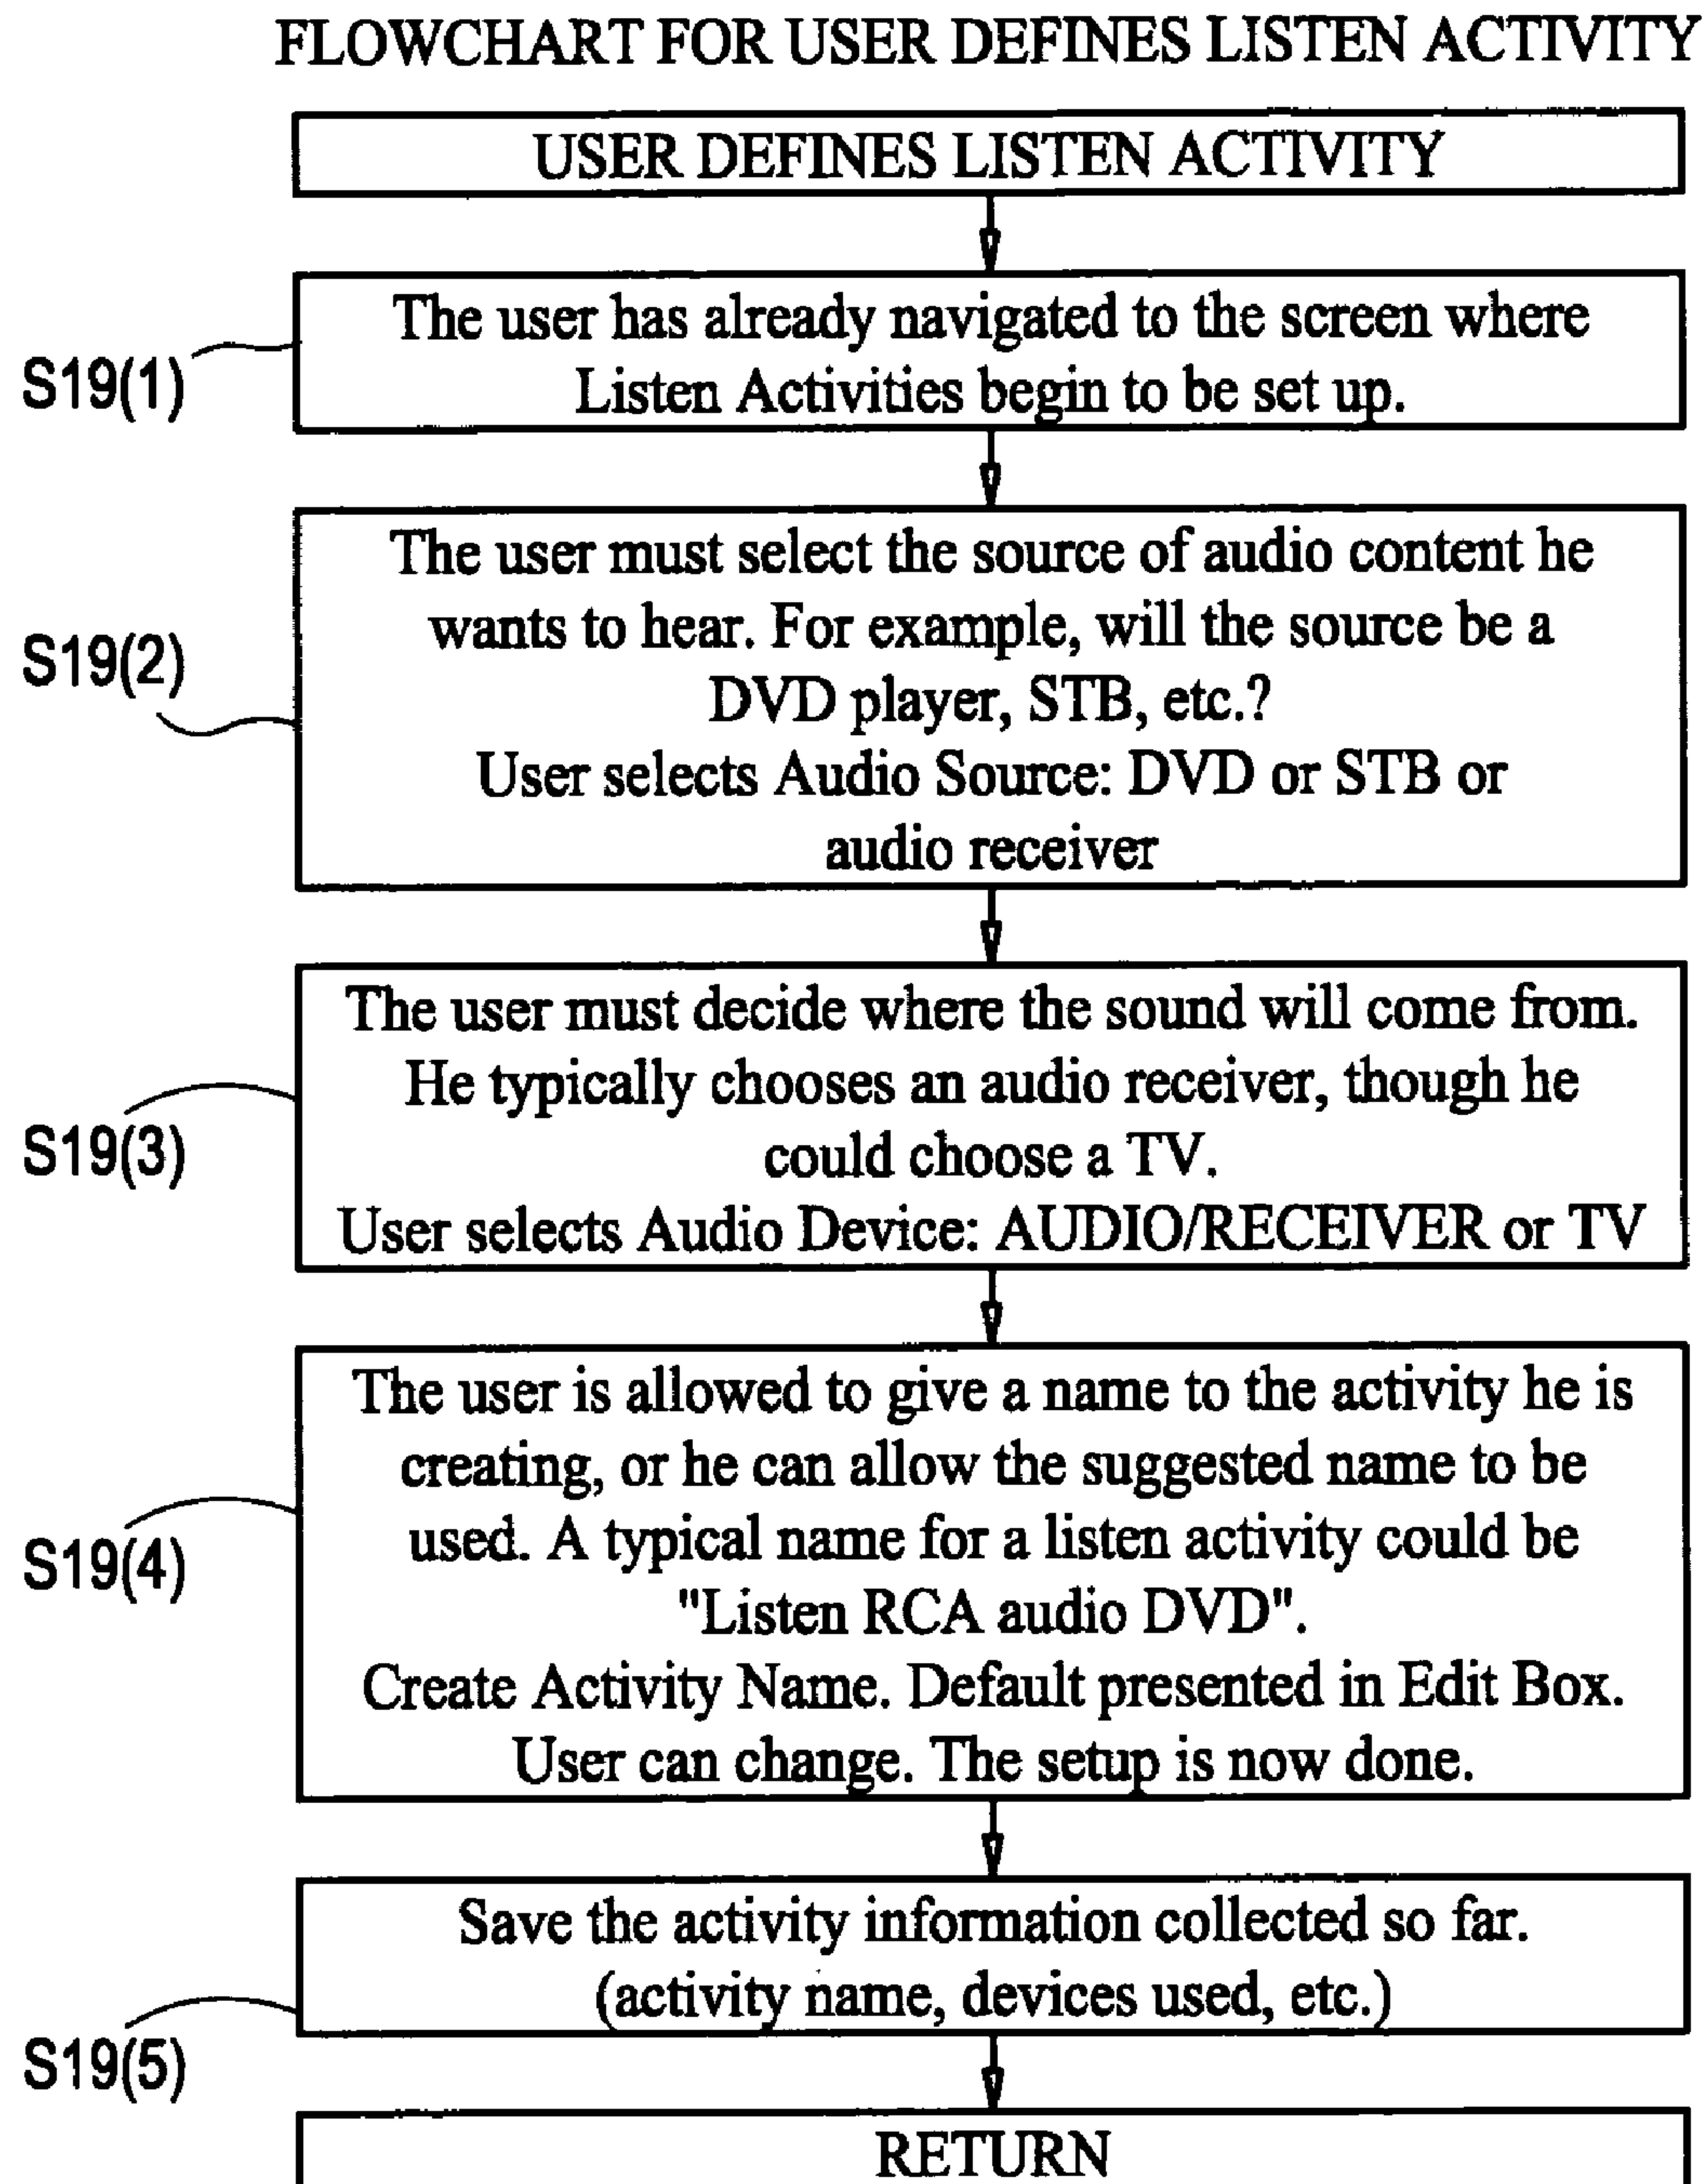 FLOWCHART FOR USER DEFINES LISTEN ACTIVITY
USER DEFINES LISTEN ACTIVITY
S19(1)
The user has already navigated to the screen where
Listen Activities begin to be set up.
S19(2)
The user must select the source of audio content he
wants to hear. For example, will the source be a
DVD player, STB, etc.?
User selects Audio Source: DVD or STB or
audio receiver
S19(3)
The user must decide where the sound will come from.
He typically chooses an audio receiver, though he
could choose a TV.
User selects Audio Device: AUDIO/RECEIVER or TV
S19(4)
The user is allowed to give a name to the activity he is
creating, or he can allow the suggested name to be
used. A typical name for a listen activity could be
"Listen RCA audio DVD".
Create Activity Name. Default presented in Edit Box.
User can change. The setup is now done.
S19(5)
Save the activity information collected so far.
(activity name, devices used, etc.)
RETURN